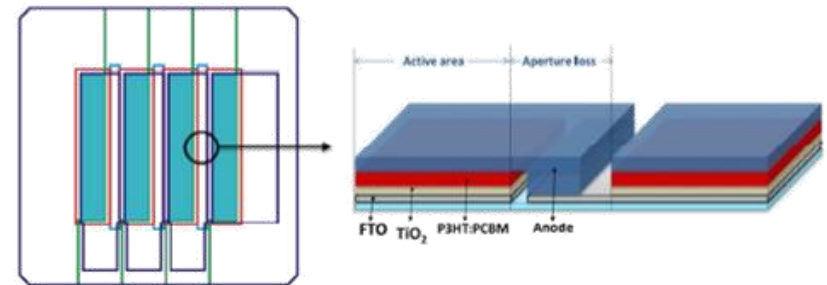 Active area
Aperture loss
FTO
TiO₂
P3HT:PCBM
Anode